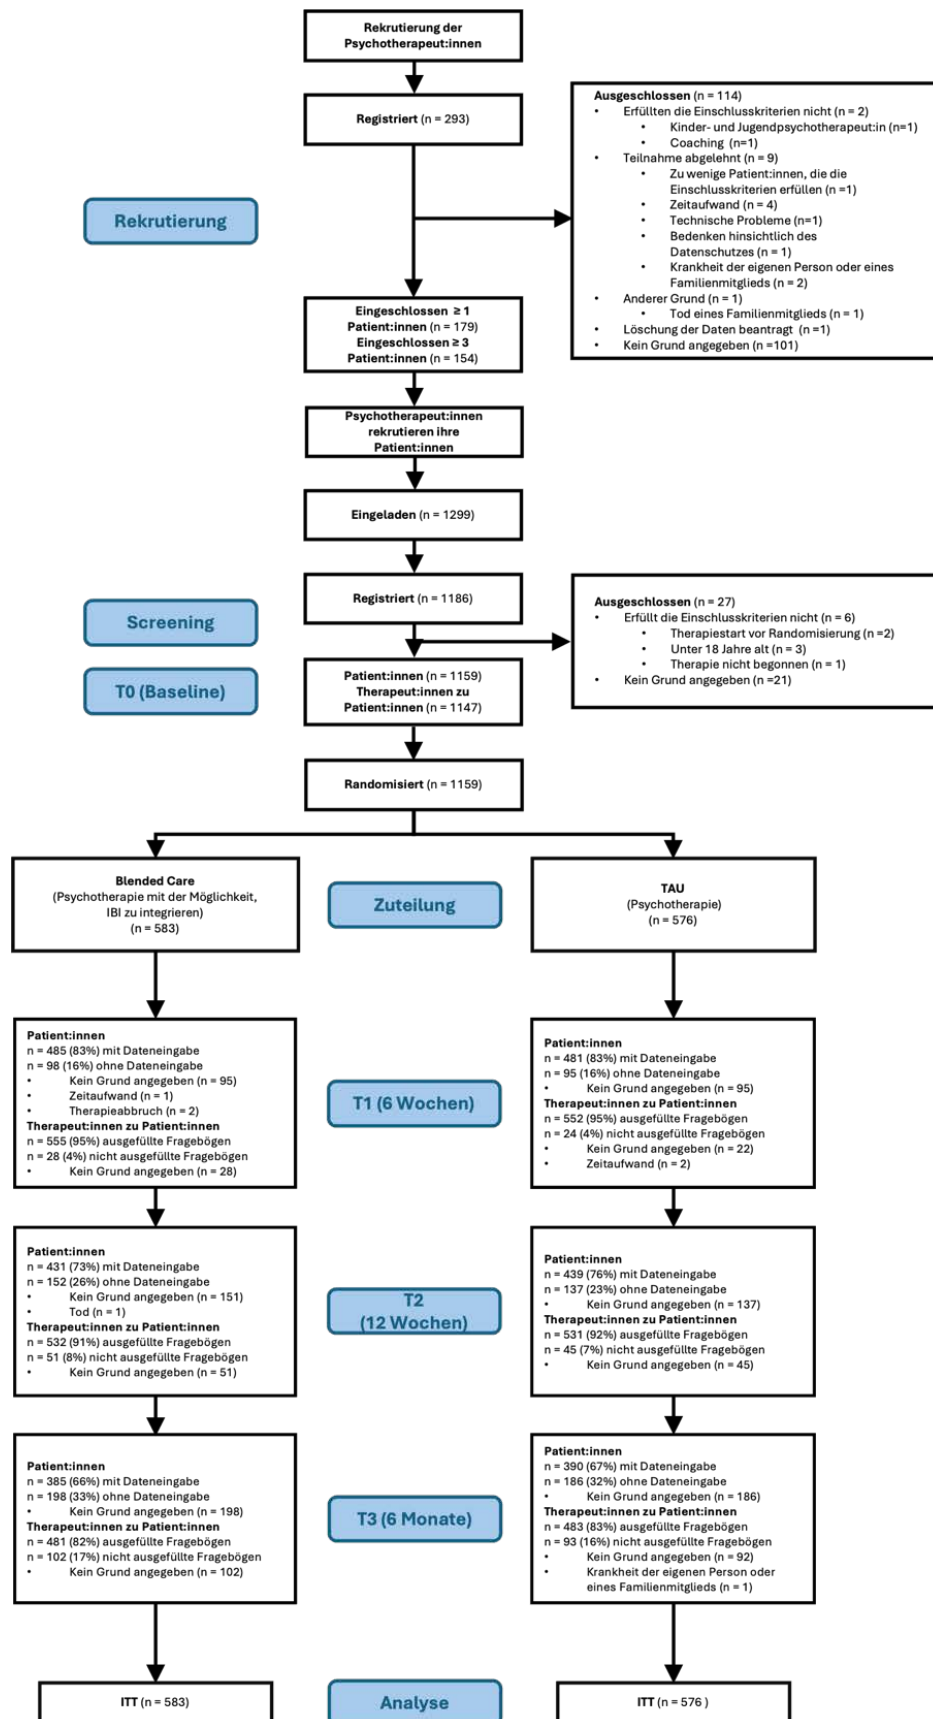 Rekrutierung der
Psychotherapeut:innen
Registriert (n = 293)
Ausgeschlossen (n = 114)
• Erfüllten die Einschlusskriterien nicht (n = 2)
• Kinder- und Jugendpsychotherapeut:in (n=1)
• Coaching (n=1)
• Teilnahme abgelehnt (n = 9)
• Zu wenige Patient:innen, die die
Einschlusskriterien erfüllen (n =1)
• Zeitaufwand (n = 4)
• Technische Probleme (n=1)
• Bedenken hinsichtlich des
Datenschutzes (n = 1)
• Krankheit der eigenen Person oder eines
Familienmitglieds (n = 2)
• Anderer Grund (n = 1)
• Tod eines Familienmitglieds (n = 1)
• Löschung der Daten beantragt (n =1)
• Kein Grund angegeben (n =101)
Rekrutierung
Eingeschlossen ≥ 1
Patient:innen (n = 179)
Eingeschlossen ≥ 3
Patient:innen (n = 154)
Psychotherapeut:innen
rekrutieren ihre
Patient:innen
Eingeladen (n = 1299)
Registriert (n = 1186)
Screening
Ausgeschlossen (n = 27)
• Erfüllt die Einschlusskriterien nicht (n = 6)
• Therapiestart vor Randomisierung (n =2)
• Unter 18 Jahre alt (n = 3)
• Therapie nicht begonnen (n = 1)
• Kein Grund angegeben (n =21)
T0 (Baseline)
Patient:innen (n = 1159)
Therapeut:innen zu
Patient:innen (n = 1147)
Randomisiert (n = 1159)
Blended Care
(Psychotherapie mit der Möglichkeit,
IBI zu integrieren)
(n = 583)
Zuteilung
TAU
(Psychotherapie)
(n = 576)
Patient:innen
n = 485 (83%) mit Dateneingabe
n = 98 (16%) ohne Dateneingabe
• Kein Grund angegeben (n = 95)
• Zeitaufwand (n = 1)
• Therapieabbruch (n = 2)
Therapeut:innen zu Patient:innen
n = 555 (95%) ausgefüllte Fragebögen
n = 28 (4%) nicht ausgefüllte Fragebögen
• Kein Grund angegeben (n = 28)
T1 (6 Wochen)
Patient:innen
n = 481 (83%) mit Dateneingabe
n = 95 (16%) ohne Dateneingabe
• Kein Grund angegeben (n = 95)
Therapeut:innen zu Patient:innen
n = 552 (95%) ausgefüllte Fragebögen
n = 24 (4%) nicht ausgefüllte Fragebögen
• Kein Grund angegeben (n = 22)
• Zeitaufwand (n = 2)
Patient:innen
n = 431 (73%) mit Dateneingabe
n = 152 (26%) ohne Dateneingabe
• Kein Grund angegeben (n = 151)
• Tod (n = 1)
Therapeut:innen zu Patient:innen
n = 532 (91%) ausgefüllte Fragebögen
n = 51 (8%) nicht ausgefüllte Fragebögen
• Kein Grund angegeben (n = 51)
T2
(12 Wochen)
Patient:innen
n = 439 (76%) mit Dateneingabe
n = 137 (23%) ohne Dateneingabe
• Kein Grund angegeben (n = 137)
Therapeut:innen zu Patient:innen
n = 531 (92%) ausgefüllte Fragebögen
n = 45 (7%) nicht ausgefüllte Fragebögen
• Kein Grund angegeben (n = 45)
Patient:innen
n = 385 (66%) mit Dateneingabe
n = 198 (33%) ohne Dateneingabe
• Kein Grund angegeben (n = 198)
Therapeut:innen zu Patient:innen
n = 481 (82%) ausgefüllte Fragebögen
n = 102 (17%) nicht ausgefüllte Fragebögen
• Kein Grund angegeben (n = 102)
T3 (6 Monate)
Patient:innen
n = 390 (67%) mit Dateneingabe
n = 186 (32%) ohne Dateneingabe
• Kein Grund angegeben (n = 186)
Therapeut:innen zu Patient:innen
n = 483 (83%) ausgefüllte Fragebögen
n = 93 (16%) nicht ausgefüllte Fragebögen
• Kein Grund angegeben (n = 92)
• Krankheit der eigenen Person oder
eines Familienmitglieds (n = 1)
ITT (n = 583)
Analyse
ITT (n = 576 )